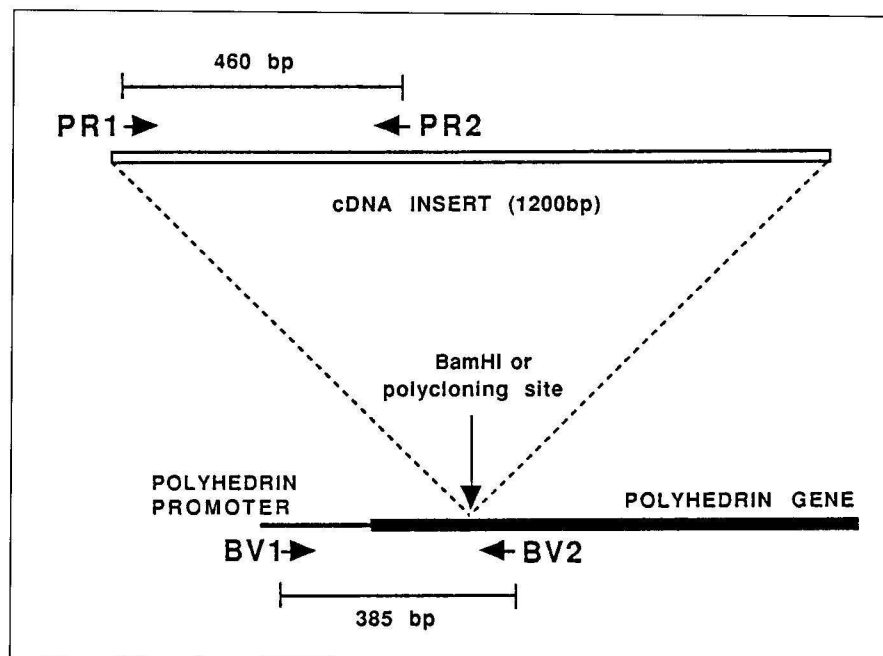 460 bp
PR1
PR2
cDNA INSERT (1200bp)
BamHI or
polycloning site
POLYHEDRIN
PROMOTER
POLYHEDRIN GENE
BV1
BV2
385 bp